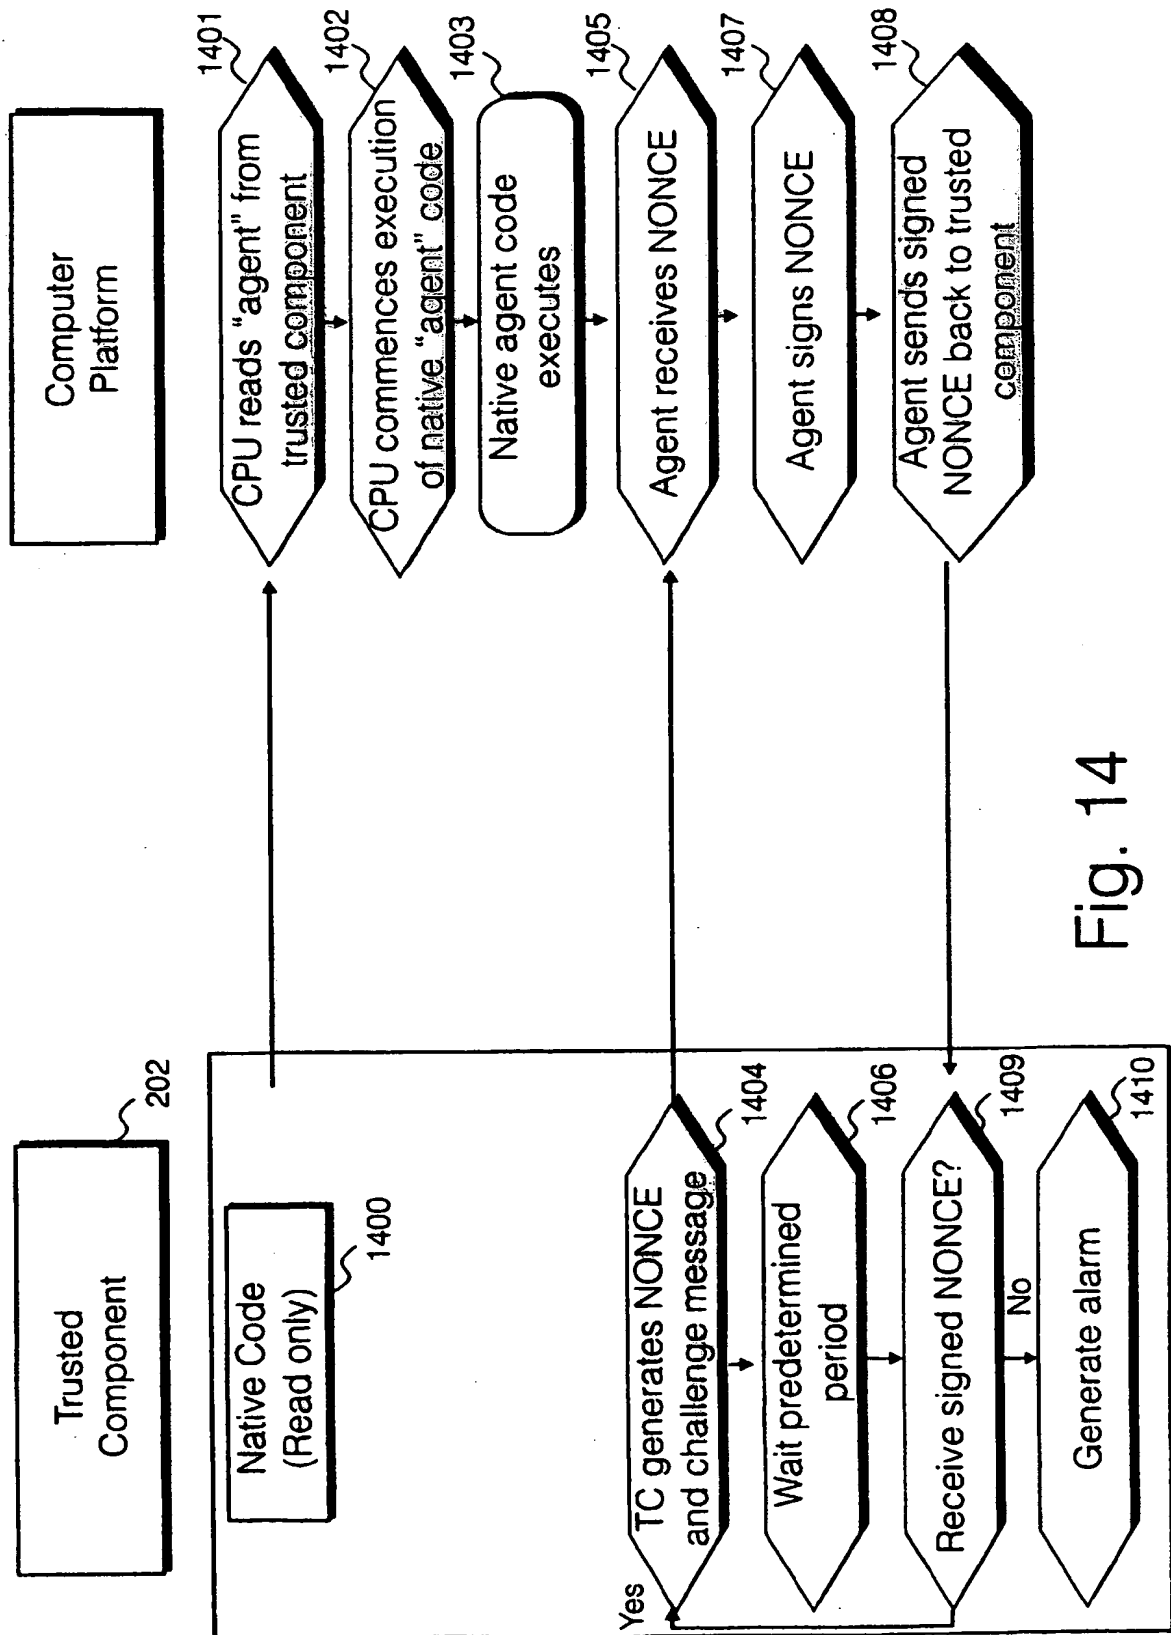 Trusted
Component
202
Native Code
(Read only)
1400
TC generates NONCE
and challenge message
1404
Wait predetermined
period
1406
Receive signed NONCE?
1409
Yes
No
Generate alarm
1410
Computer
Platform
CPU reads “agent” from
trusted component
1401
CPU commences execution
of native “agent” code
1402
Native agent code
executes
1403
Agent receives NONCE
1405
Agent signs NONCE
1407
Agent sends signed
NONCE back to trusted
component
1408
Fig. 14